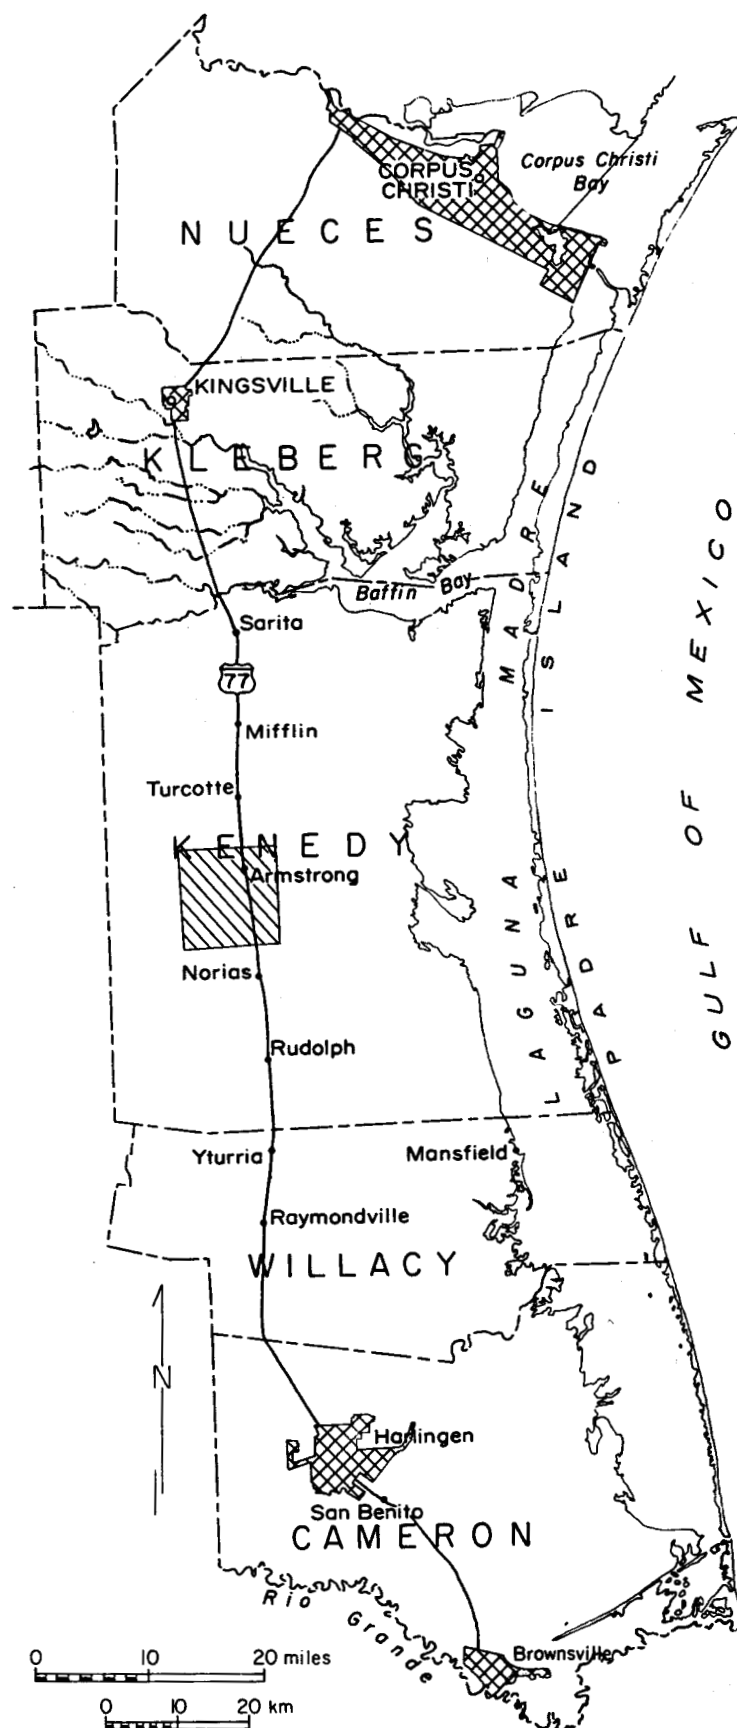 CORPUS
CHRISTI
Corpus Christi
Bay
NUECES
KINGSVILLE
KLEBERG
Baffin Bay
Sarita
77
Mifflin
Turcotte
KENEDY
Armstrong
Norias
Rudolph
LAGUNA MADRE
PADRE ISLAND
GULF OF MEXICO
Yturria
Mansfield
Raymondville
WILLACY
N
Harlingen
San Benito
CAMERON
Rio Grande
Brownsville
0 10 20 miles
0 10 20 km